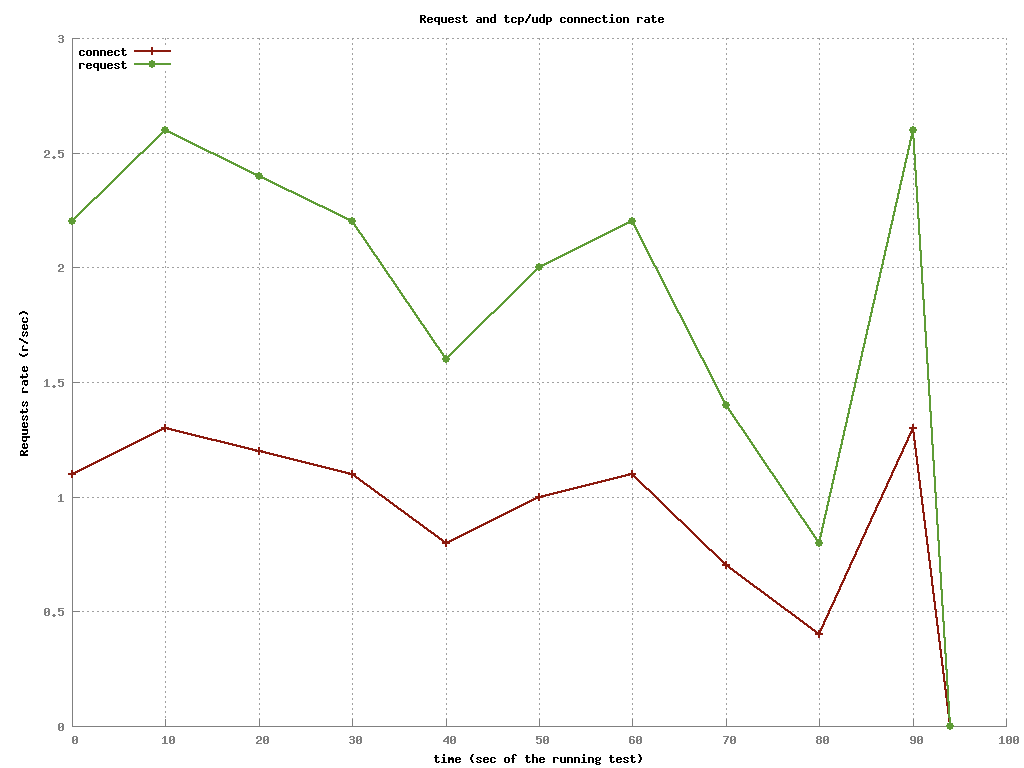 Request and tcp/udp connection rate
connect
request
3
2.5
2
1.5
1
0.5
0
Requests rate (r/sec)
0 10 20 30 40 50 60 70 80 90 100
time (sec of the running test)